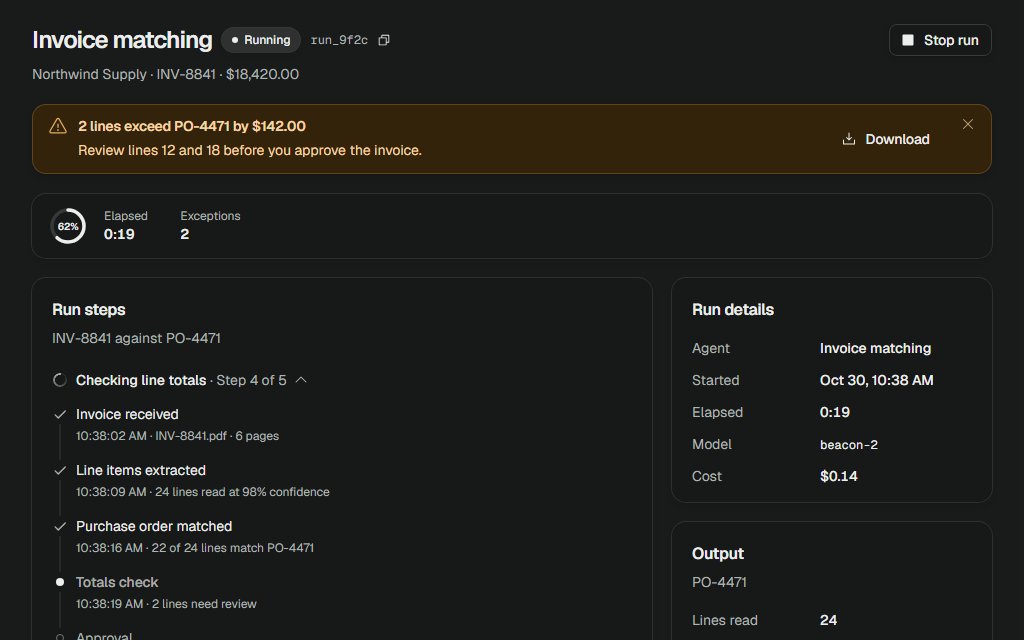 Invoice matching
Running
run_9f2c
Stop run
Northwind Supply · INV-8841 · $18,420.00
2 lines exceed PO-4471 by $142.00
Review lines 12 and 18 before you approve the invoice.
Download
62%
Elapsed
0:19
Exceptions
2
Run steps
INV-8841 against PO-4471
Checking line totals · Step 4 of 5
Invoice received
10:38:02 AM · INV-8841.pdf · 6 pages
Line items extracted
10:38:09 AM · 24 lines read at 98% confidence
Purchase order matched
10:38:16 AM · 22 of 24 lines match PO-4471
Totals check
10:38:19 AM · 2 lines need review
Approval
Run details
Agent Invoice matching
Started Oct 30, 10:38 AM
Elapsed 0:19
Model beacon-2
Cost $0.14
Output
PO-4471
Lines read 24